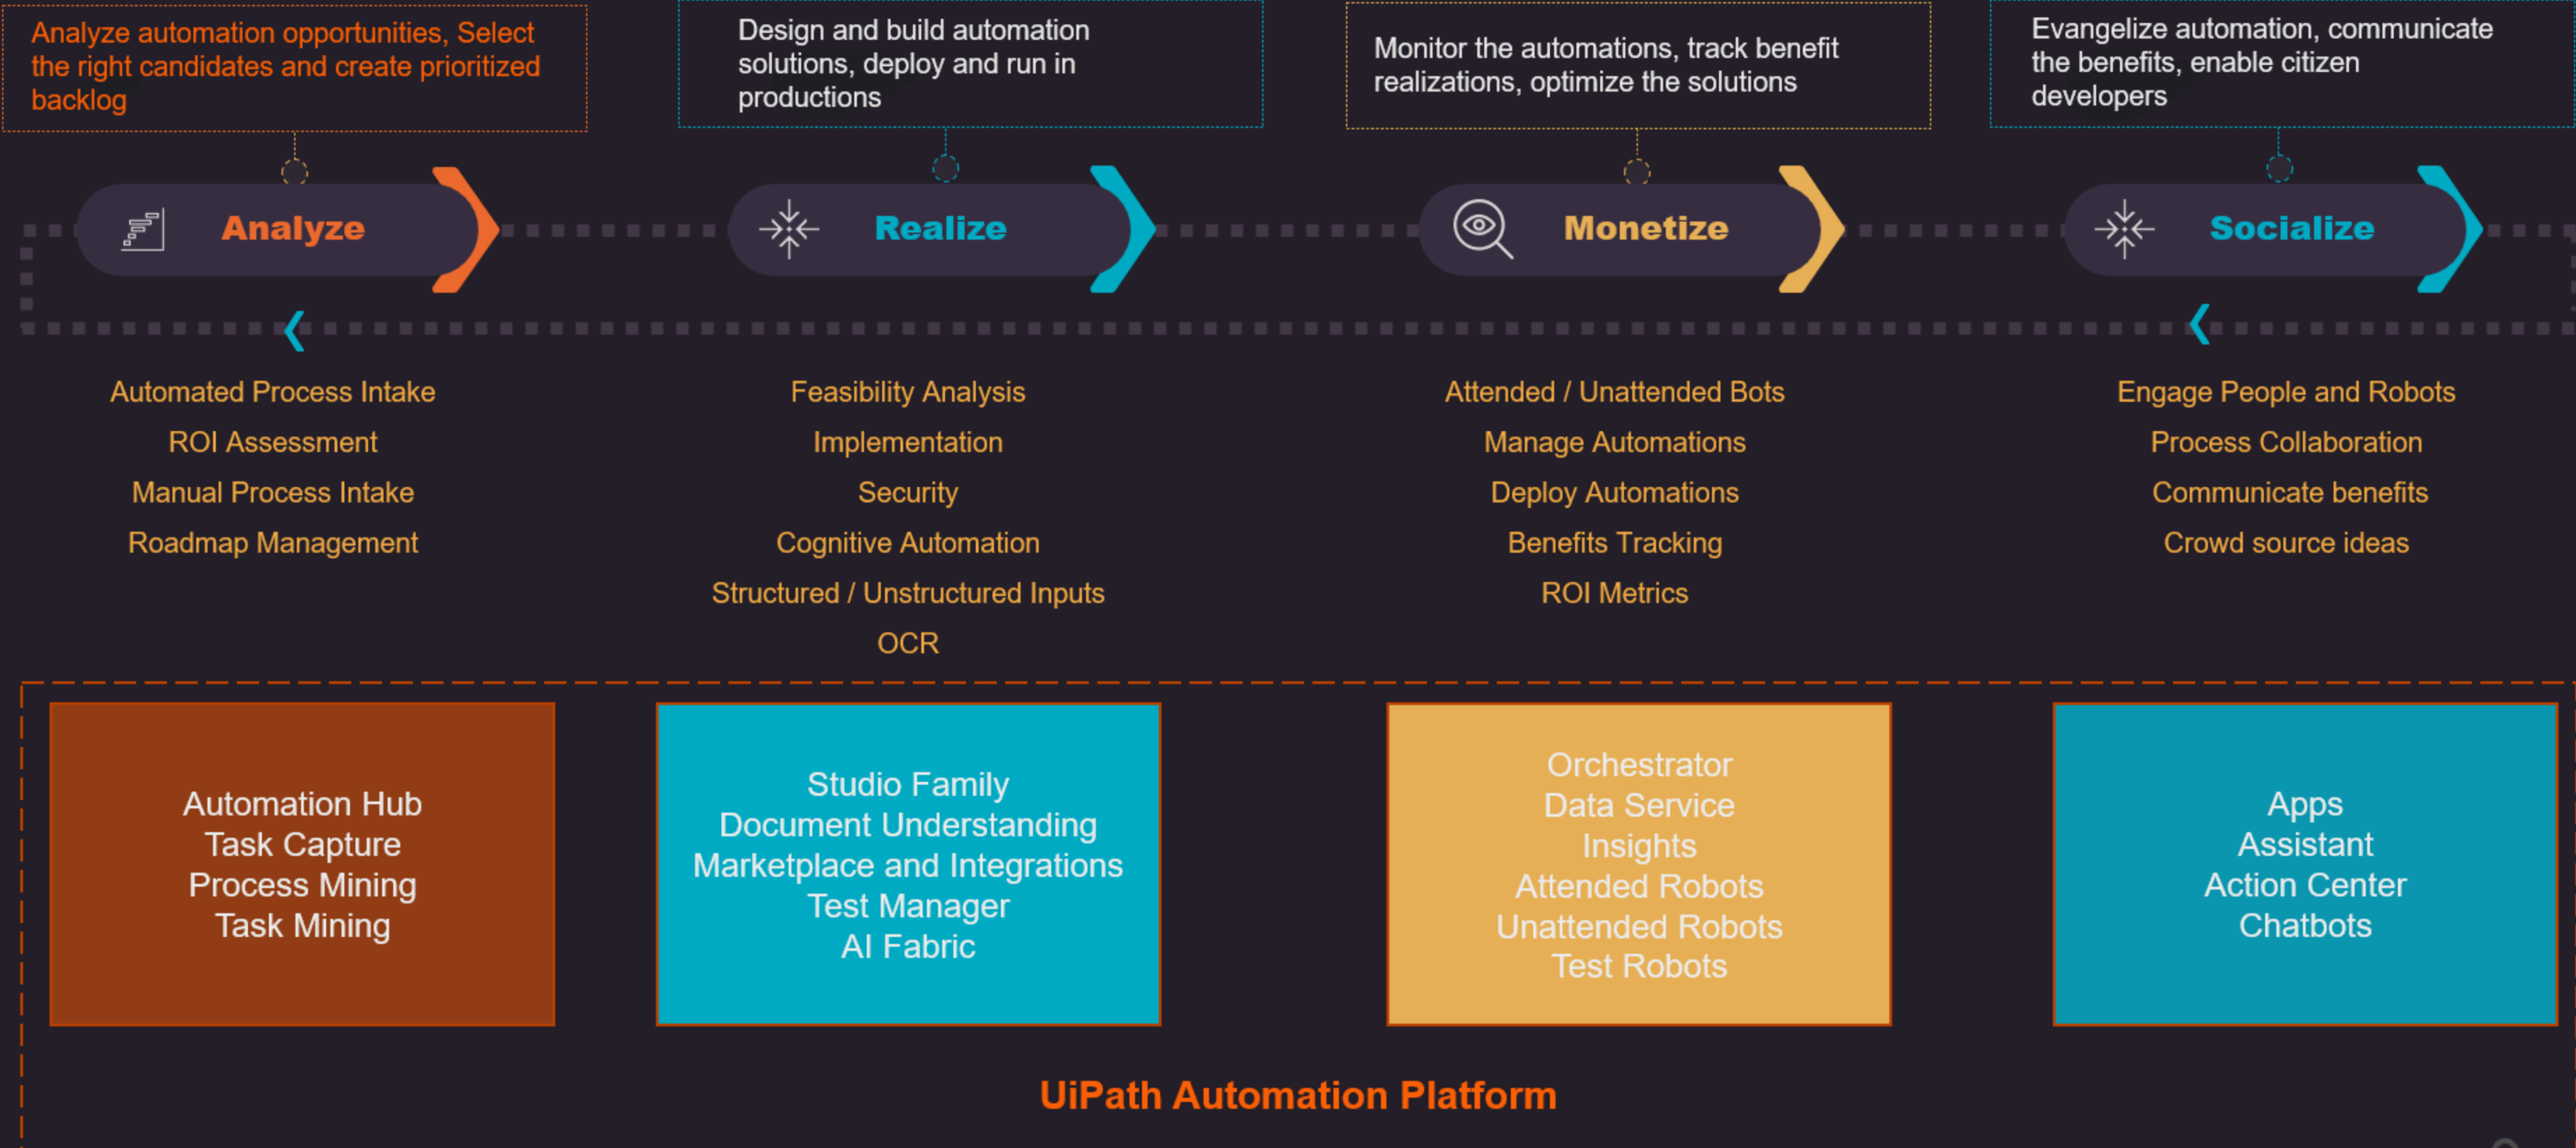 Analyze automation opportunities, Select
the right candidates and create prioritized
backlog
Design and build automation
solutions, deploy and run in
productions
Monitor the automations, track benefit
realizations, optimize the solutions
Evangelize automation, communicate
the benefits, enable citizen
developers
Analyze
Realize
Monetize
Socialize
Automated Process Intake
ROI Assessment
Manual Process Intake
Roadmap Management
Feasibility Analysis
Implementation
Security
Cognitive Automation
Structured / Unstructured Inputs
OCR
Attended / Unattended Bots
Manage Automations
Deploy Automations
Benefits Tracking
ROI Metrics
Engage People and Robots
Process Collaboration
Communicate benefits
Crowd source ideas
Automation Hub
Task Capture
Process Mining
Task Mining
Studio Family
Document Understanding
Marketplace and Integrations
Test Manager
AI Fabric
Orchestrator
Data Service
Insights
Attended Robots
Unattended Robots
Test Robots
Apps
Assistant
Action Center
Chatbots
UiPath Automation Platform